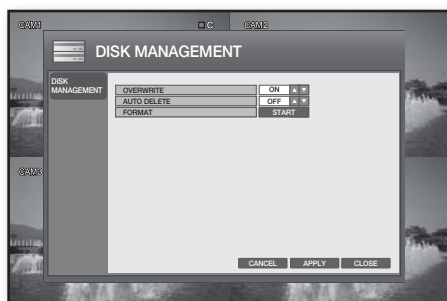 CAM1
C
CAM2
DISK MANAGEMENT
DISK
MANAGEMENT
OVERWRITE ON
AUTO DELETE OFF
FORMAT START
CAM3
CANCEL APPLY CLOSE